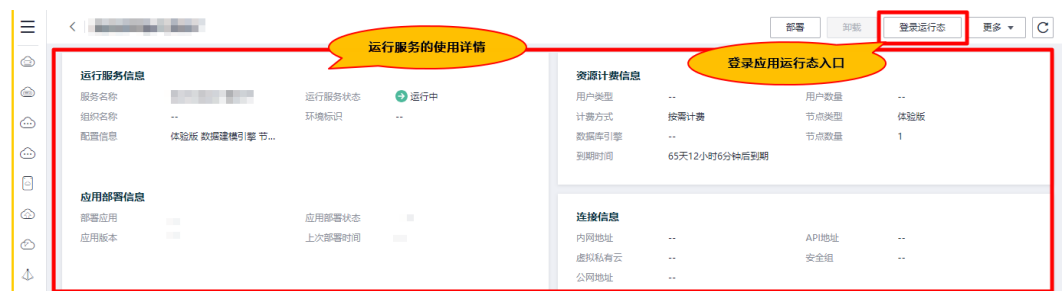 部署 卸载 登录运行态 更多
运行服务的使用详情
登录应用运行态入口
运行服务信息
服务名称 运行服务状态 运行中
组织名称 -- 环境标识 --
配置信息 体验版 数据建模引擎 节...
应用部署信息
部署应用 应用部署状态
应用版本 上次部署时间
资源计费信息
用户类型 -- 用户数量 --
计费方式 按需计费 节点类型 体验版
数据库引擎 -- 节点数量 1
到期时间 65天12小时6分钟后到期
连接信息
内网地址 -- API地址 --
虚拟私有云 -- 安全组 --
公网地址 --